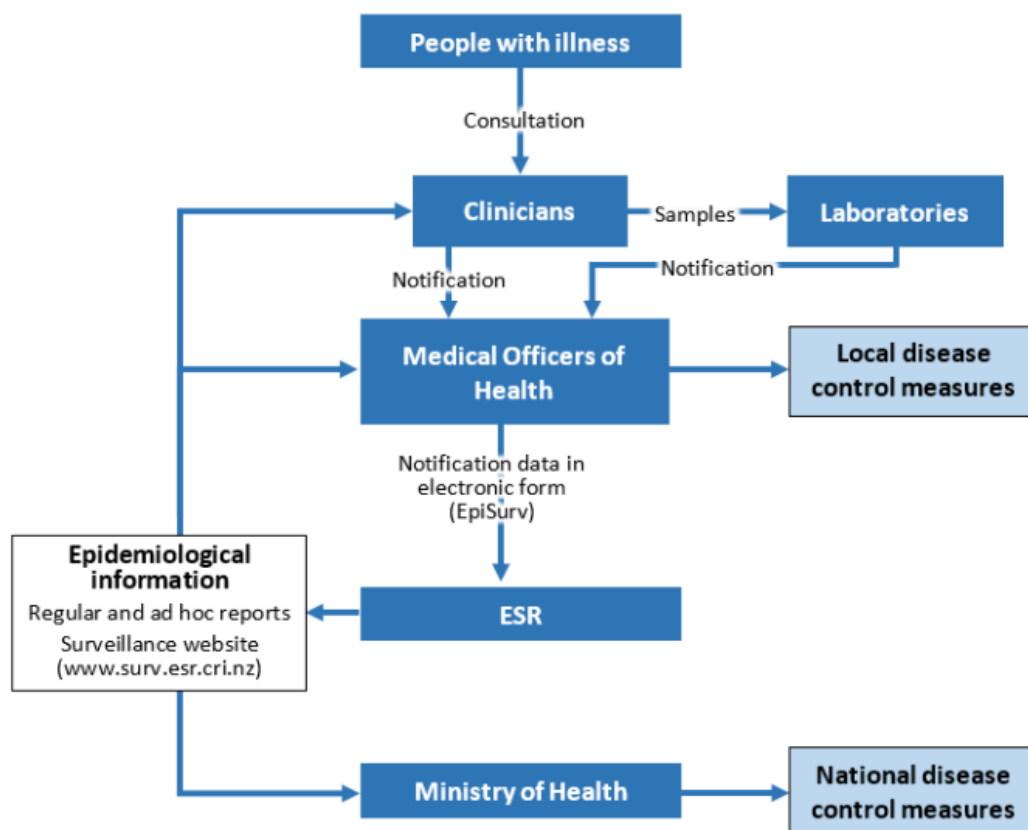 People with illness
Consultation
Clinicians
Samples
Laboratories
Notification
Notification
Medical Officers of
Health
Local disease
control measures
Notification data in
electronic form
(EpiSurv)
Epidemiological
information
Regular and ad hoc reports
Surveillance website
(www.surv.esr.cri.nz)
ESR
Ministry of Health
National disease
control measures